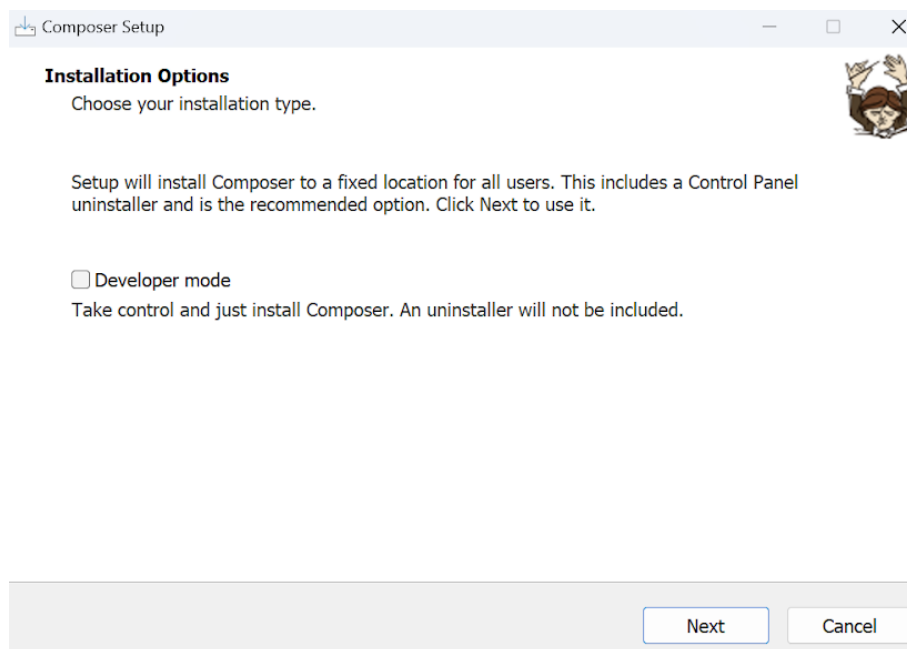 Composer Setup
Installation Options
Choose your installation type.
Setup will install Composer to a fixed location for all users. This includes a Control Panel
uninstaller and is the recommended option. Click Next to use it.
Developer mode
Take control and just install Composer. An uninstaller will not be included.
Next
Cancel